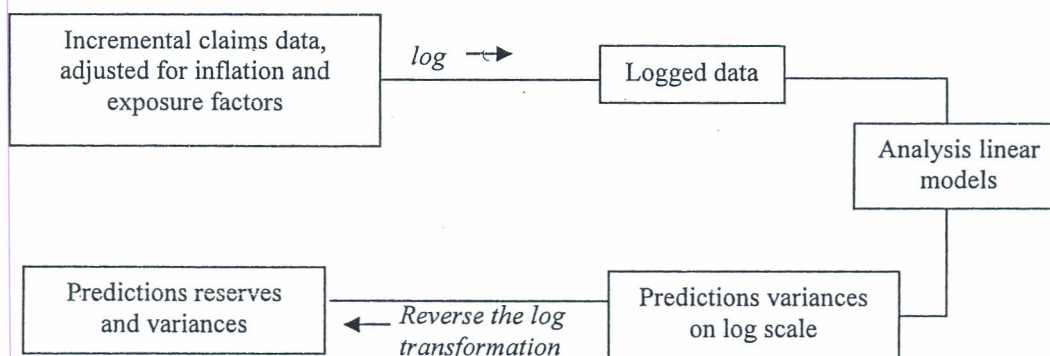 Incremental claims data,
adjusted for inflation and
exposure factors
log
Logged data
Analysis linear
models
Predictions variances
on log scale
Reverse the log
transformation
Predictions reserves
and variances